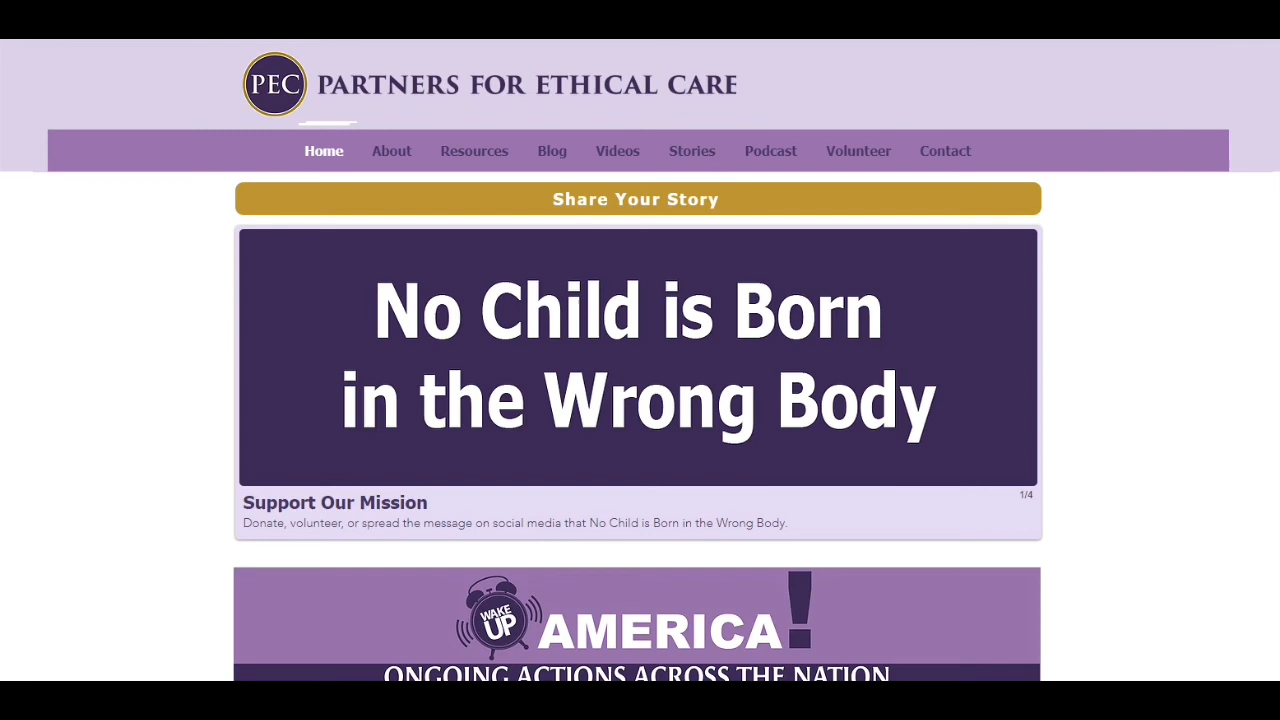 PEC PARTNERS FOR ETHICAL CARE
Home About Resources Blog Videos Stories Podcast Volunteer Contact
Share Your Story
No Child is Born
in the Wrong Body
Support Our Mission
1/4
Donate, volunteer, or spread the message on social media that No Child is Born in the Wrong Body.
WAKE
UP
AMERICA!
ONGOING ACTIONS ACROSS THE NATION